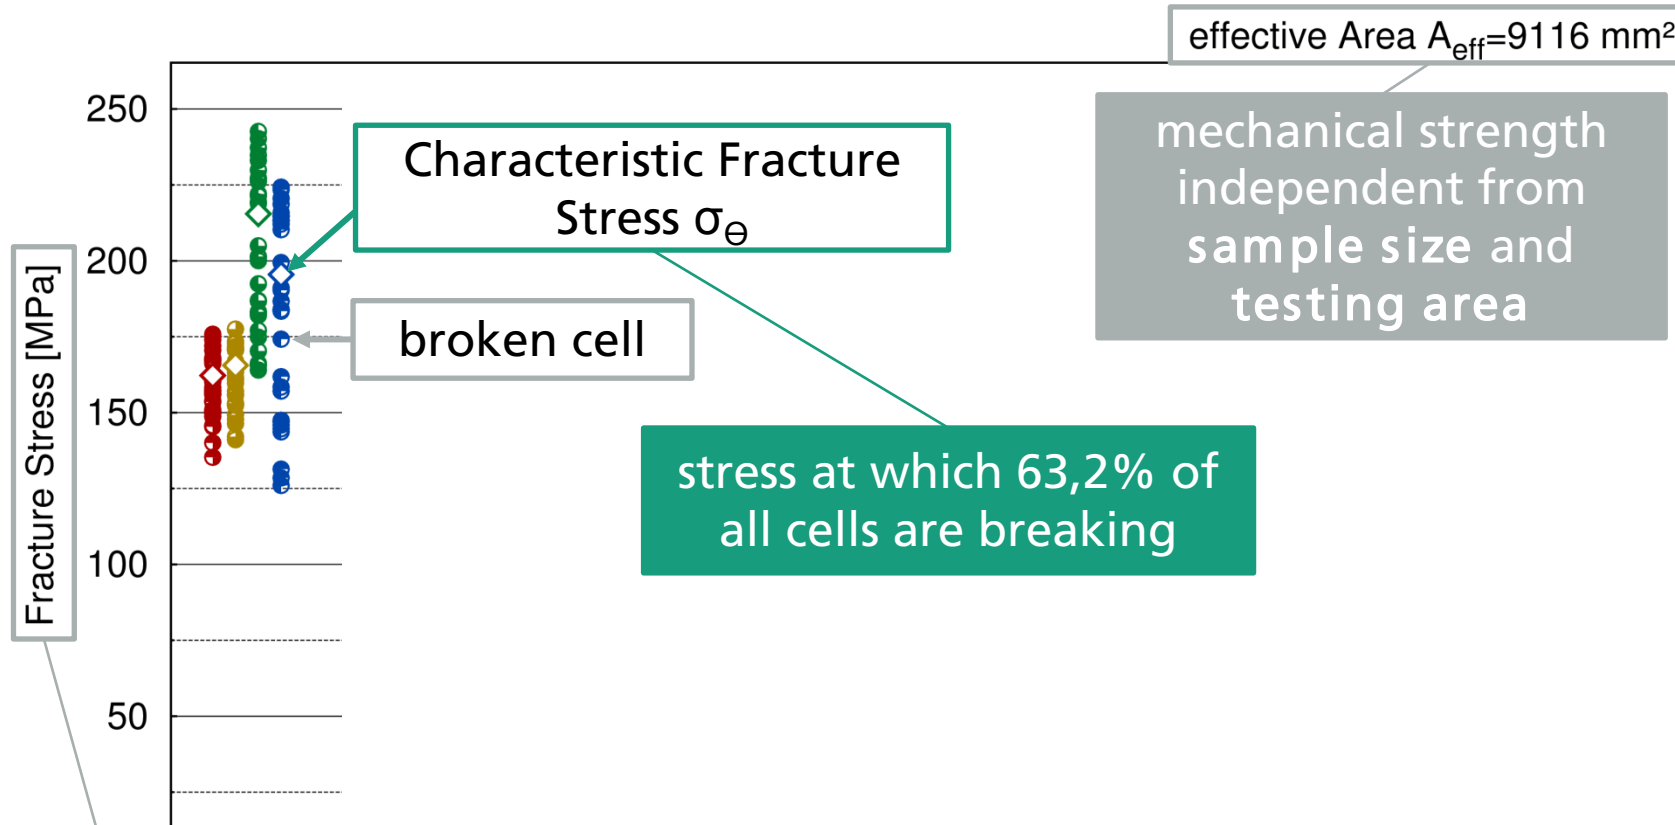 effective Area Aeff=9116 mm²
mechanical strength
independent from
sample size and
testing area
250
200
150
100
50
Fracture Stress [MPa]
Characteristic Fracture
Stress σΘ
broken cell
stress at which 63,2% of
all cells are breaking